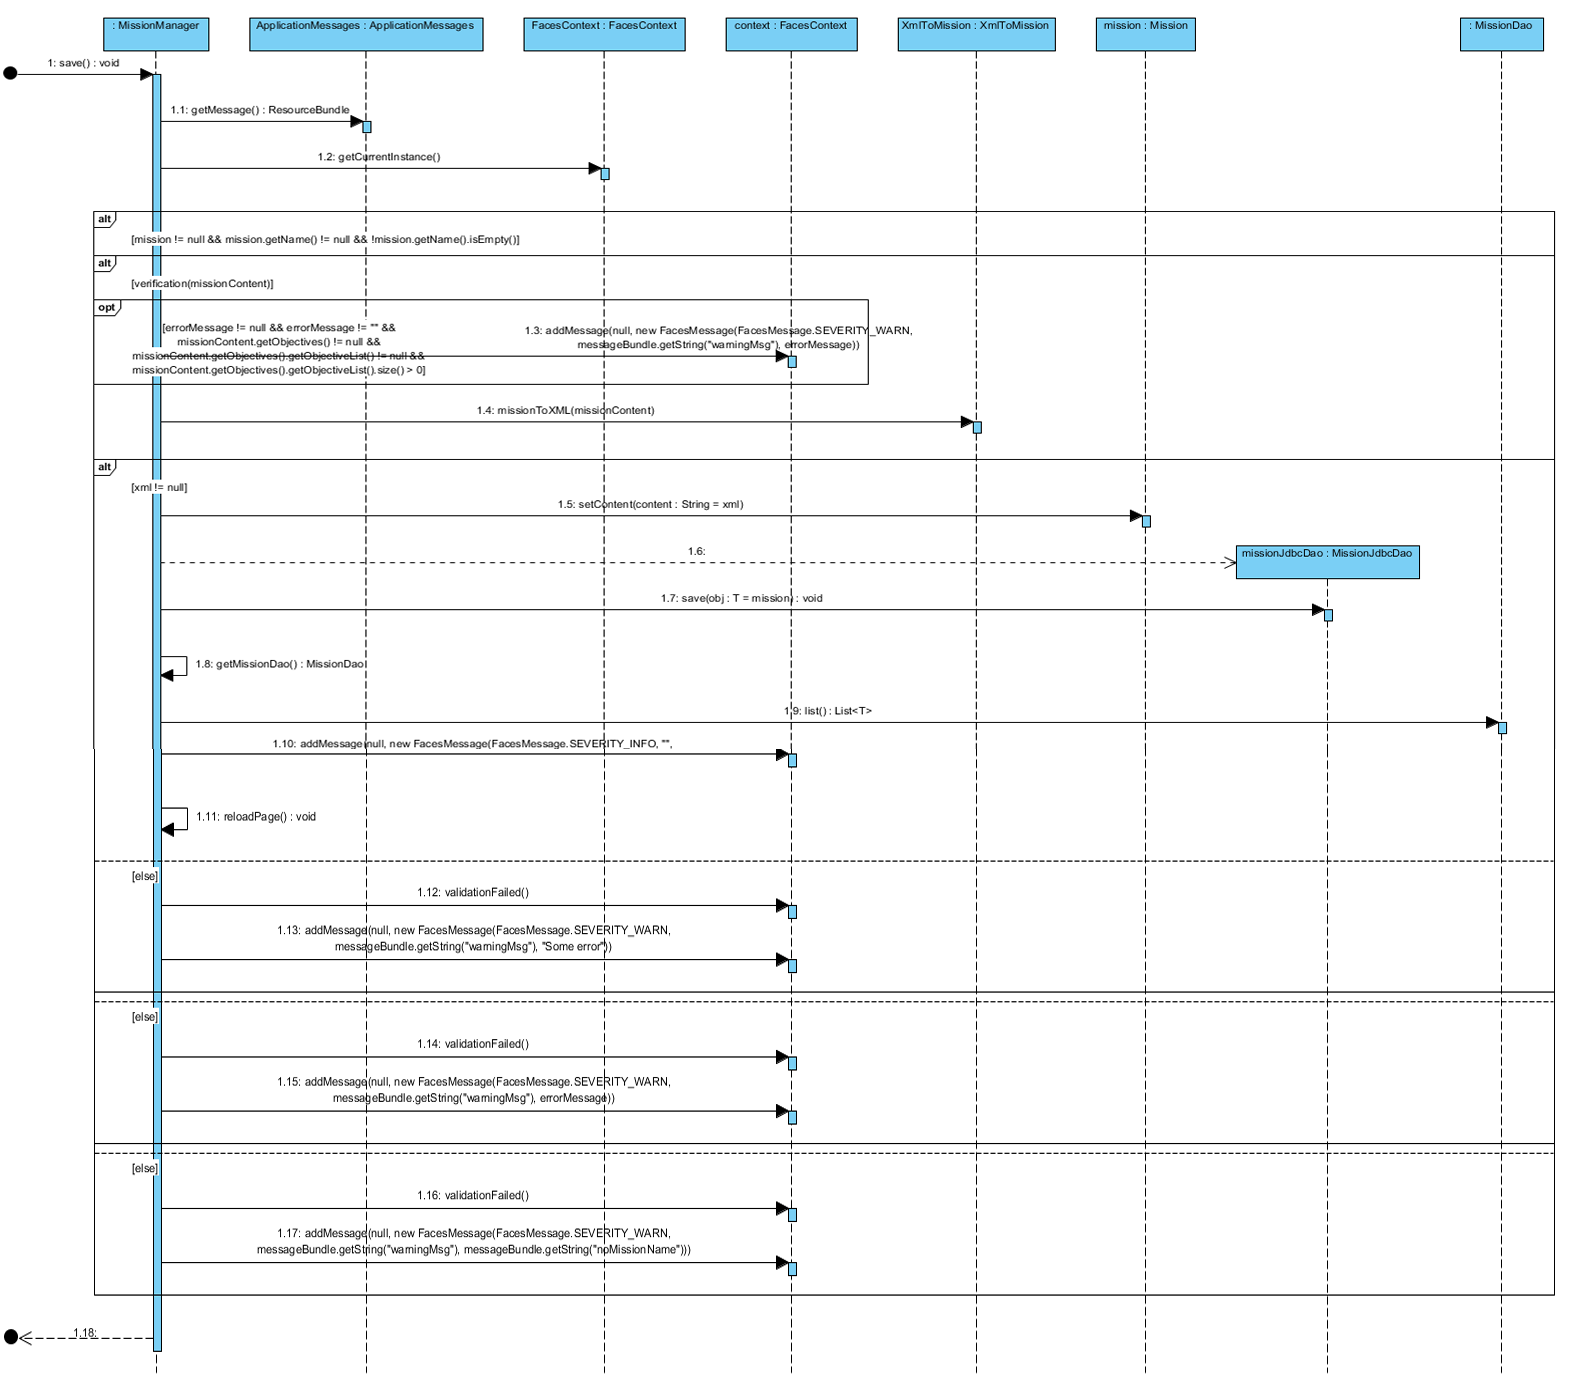 : MissionManager
ApplicationMessages : ApplicationMessages
FacesContext : FacesContext
context : FacesContext
XmlToMission : XmlToMission
mission : Mission
: MissionDao
1: save() : void
1.1: getMessage() : ResourceBundle
1.2: getCurrentInstance()
alt
[mission != null && mission.getName() != null && !mission.getName().isEmpty()]
alt
[verification(missionContent)]
opt
[errorMessage != null && errorMessage != "" &&
missionContent.getObjectives() != null &&
missionContent.getObjectives().getObjectiveList() != null &&
missionContent.getObjectives().getObjectiveList().size() > 0]
1.3: addMessage(null, new FacesMessage(FacesMessage.SEVERITY_WARN,
messageBundle.getString("warningMsg"), errorMessage))
1.4: missionToXML(missionContent)
alt
[xml != null]
1.5: setContent(content : String = xml)
1.6:
missionJdbcDao : MissionJdbcDao
1.7: save(obj : T = mission) : void
1.8: getMissionDao() : MissionDao
1.9: list() : List<T>
1.10: addMessage(null, new FacesMessage(FacesMessage.SEVERITY_INFO, "",
1.11: reloadPage() : void
[else]
1.12: validationFailed()
1.13: addMessage(null, new FacesMessage(FacesMessage.SEVERITY_WARN,
messageBundle.getString("warningMsg"), "Some error"))
[else]
1.14: validationFailed()
1.15: addMessage(null, new FacesMessage(FacesMessage.SEVERITY_WARN,
messageBundle.getString("warningMsg"), errorMessage))
[else]
1.16: validationFailed()
1.17: addMessage(null, new FacesMessage(FacesMessage.SEVERITY_WARN,
messageBundle.getString("warningMsg"), messageBundle.getString("noMissionName")))
1.18: